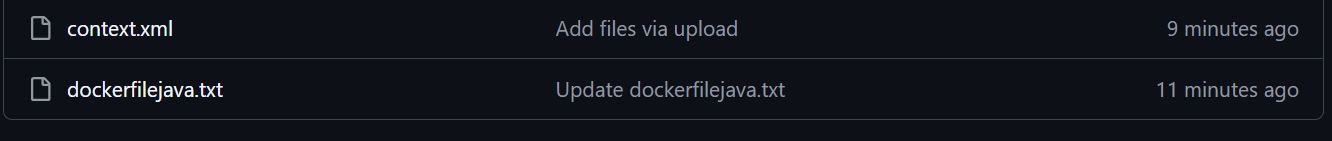 context.xml Add files via upload 9 minutes ago
dockerfilejava.txt Update dockerfilejava.txt 11 minutes ago